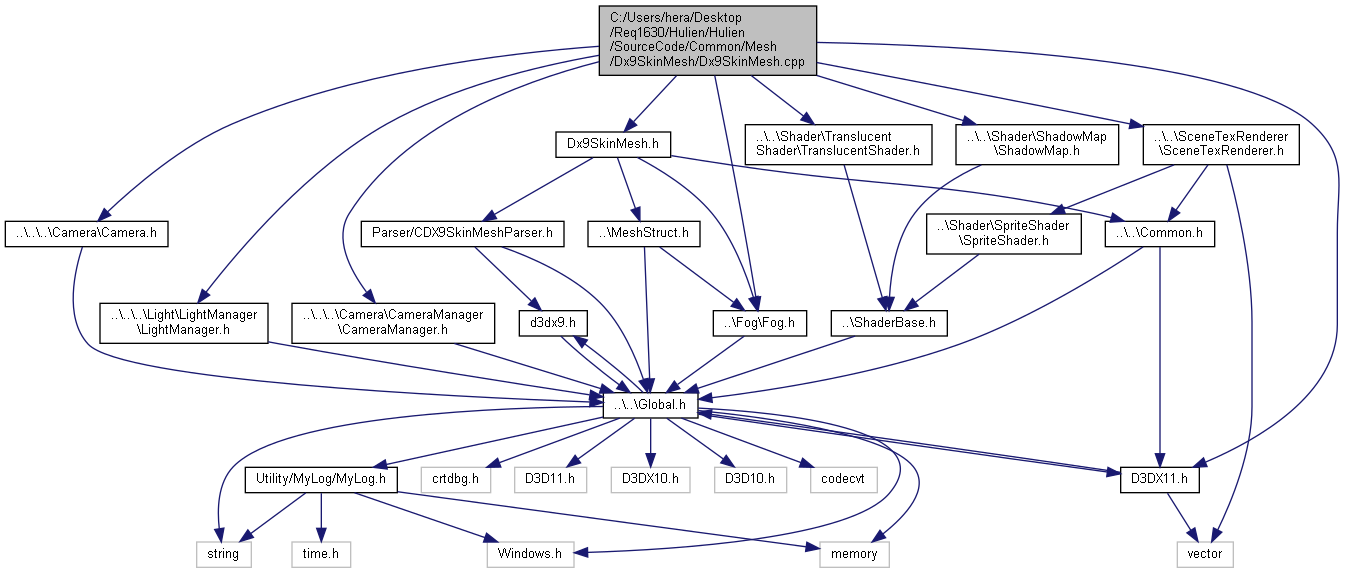 C:/Users/hera/Desktop
/Req1630/Hulien/Hulien
/SourceCode/Common/Mesh
/Dx9SkinMesh/Dx9SkinMesh.cpp
Dx9SkinMesh.h
..\..\Shader\Translucent
Shader\TranslucentShader.h
..\..\Shader\ShadowMap
\ShadowMap.h
..\..\SceneTexRenderer
\SceneTexRenderer.h
..\..\..\Camera\Camera.h
Parser/CDX9SkinMeshParser.h
..\MeshStruct.h
..\Shader\SpriteShader
\SpriteShader.h
..\..\Common.h
..\..\..\Light\LightManager
\LightManager.h
..\..\..\Camera\CameraManager
\CameraManager.h
d3dx9.h
..\Fog\Fog.h
..\ShaderBase.h
..\..\Global.h
Utility/MyLog/MyLog.h
crtdbg.h
D3D11.h
D3DX10.h
D3D10.h
codecvt
D3DX11.h
string
time.h
Windows.h
memory
vector